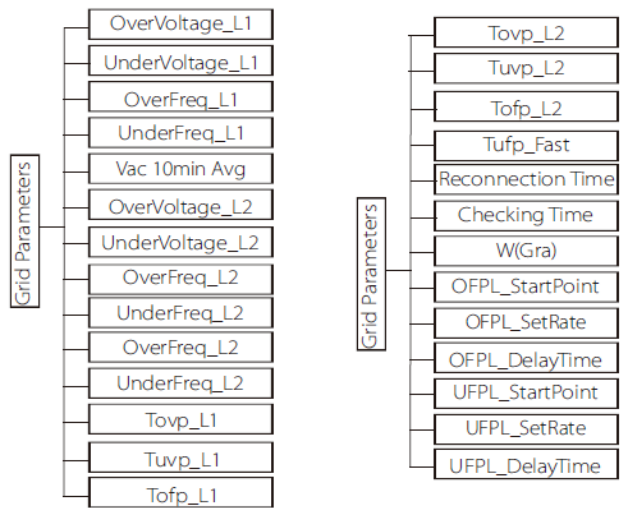 Grid Parameters
OverVoltage_L1
UnderVoltage_L1
OverFreq_L1
UnderFreq_L1
Vac 10min Avg
OverVoltage_L2
UnderVoltage_L2
OverFreq_L2
UnderFreq_L2
OverFreq_L2
UnderFreq_L2
Tovp_L1
Tuvp_L1
Tofp_L1
Grid Parameters
Tovp_L2
Tuvp_L2
Tofp_L2
Tufp_Fast
Reconnection Time
Checking Time
W(Gra)
OFPL_StartPoint
OFPL_SetRate
OFPL_DelayTime
UFPL_StartPoint
UFPL_SetRate
UFPL_DelayTime